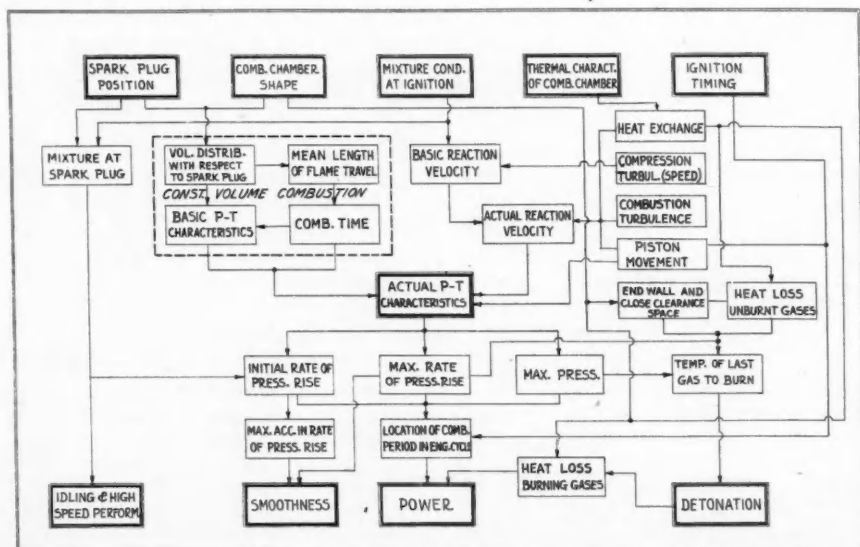 SPARK PLUG
POSITION
COMB. CHAMBER
SHAPE
MIXTURE COND.
AT IGNITION
THERMAL CHARACT.
OF COMB. CHAMBER
IGNITION
TIMING
HEAT EXCHANGE
MIXTURE AT
SPARK PLUG
VOL. DISTRIB.
WITH RESPECT
TO SPARK PLUG
MEAN LENGTH
OF FLAME TRAVEL
BASIC REACTION
VELOCITY
COMPRESSION
TURBUL. (SPEED)
CONST. VOLUME COMBUSTION
BASIC P-T
CHARACTERISTICS
COMB. TIME
ACTUAL REACTION
VELOCITY
COMBUSTION
TURBULENCE
PISTON
MOVEMENT
ACTUAL P-T
CHARACTERISTICS
END WALL AND
CLOSE CLEARANCE
SPACE
HEAT LOSS
UNBURNT GASES
INITIAL RATE OF
PRESS. RISE
MAX. RATE
OF PRESS. RISE
MAX. PRESS.
TEMP. OF LAST
GAS TO BURN
MAX. ACC. IN RATE
OF PRESS. RISE
LOCATION OF COMB.
PERIOD IN ENG. CYCLE
HEAT LOSS
BURNING GASES
IDLING & HIGH
SPEED PERFORM.
SMOOTHNESS
POWER
DETONATION